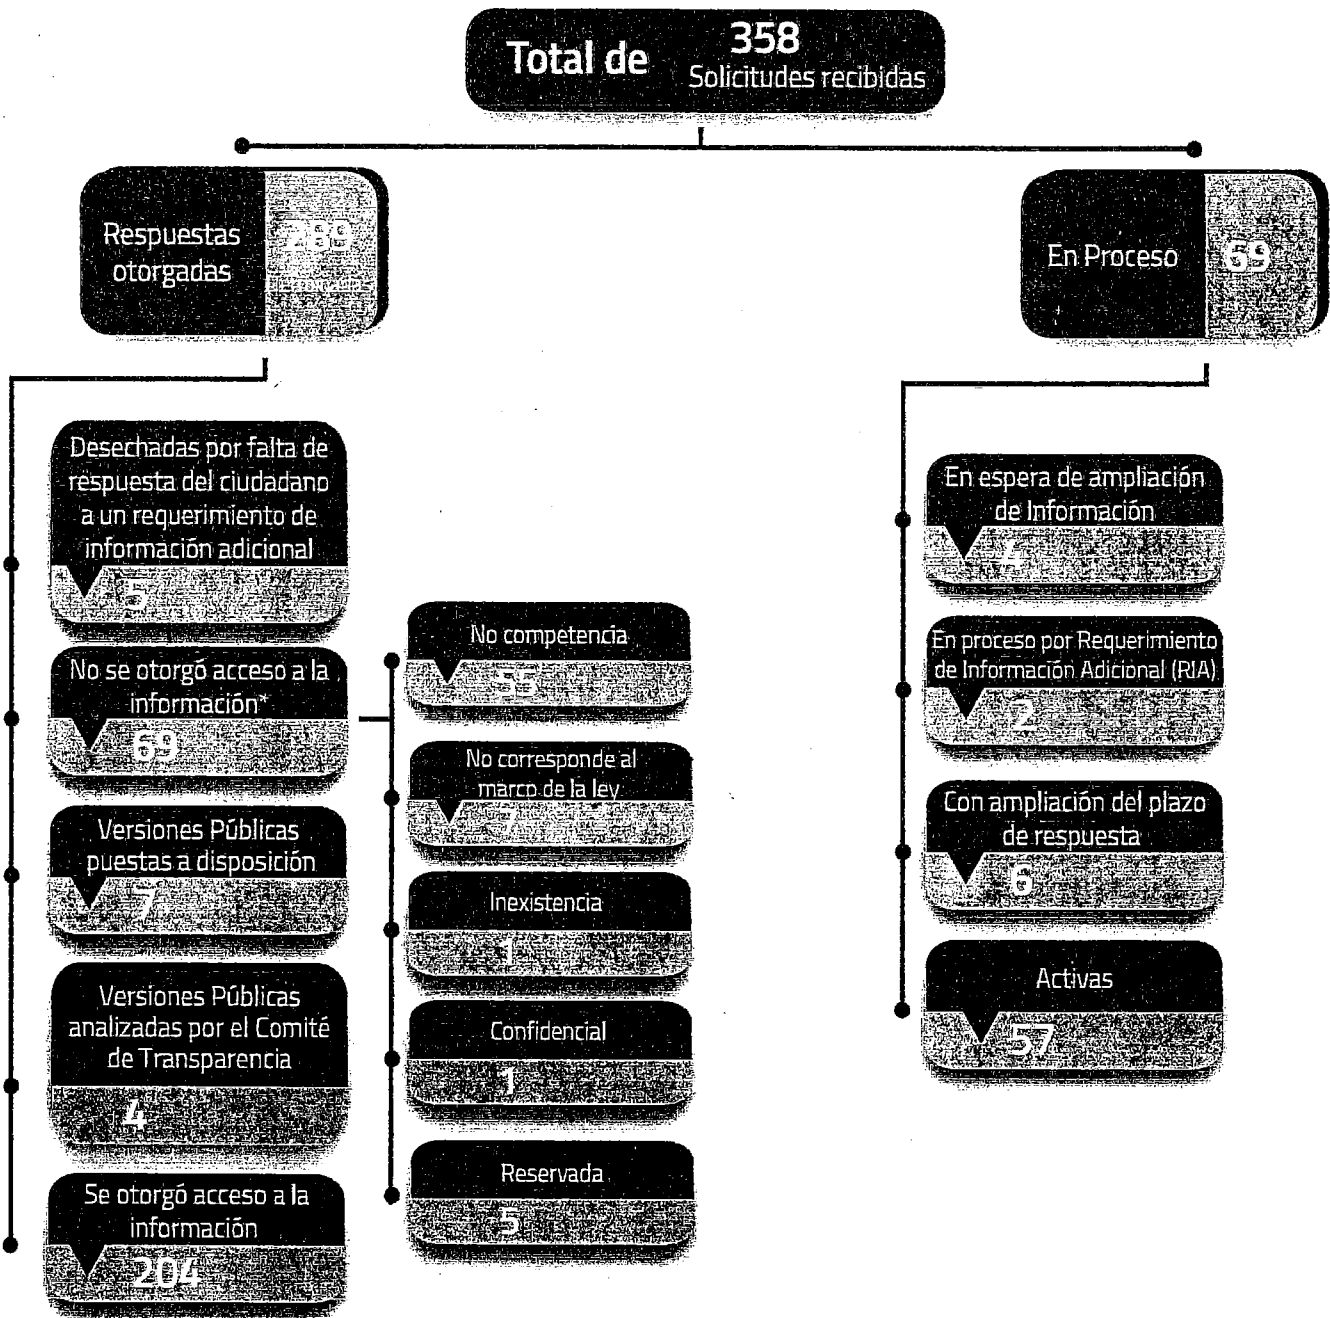 Total de
358
Solicitudes recibidas
Respuestas
otorgadas
289
En Proceso
69
Desechadas por falta de
respuesta del ciudadano
a un requerimiento de
información adicional
5
No se otorgó acceso a la
información*
69
Versiones Públicas
puestas a disposición
7
Versiones Públicas
analizadas por el Comité
de Transparencia
4
Se otorgó acceso a la
información
204
No competencia
55
No corresponde al
marco de la ley
7
Inexistencia
1
Confidencial
1
Reservada
5
En espera de ampliación
de Información
4
En proceso por Requerimiento
de Información Adicional (RIA)
2
Con ampliación del plazo
de respuesta
6
Activas
57